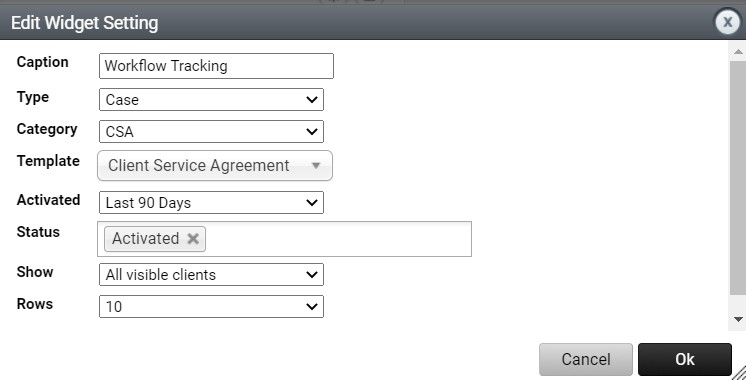 Edit Widget Setting
X
Caption Workflow Tracking
Type Case
Category CSA
Template Client Service Agreement
Activated Last 90 Days
Status Activated
Show All visible clients
Rows 10
Cancel Ok